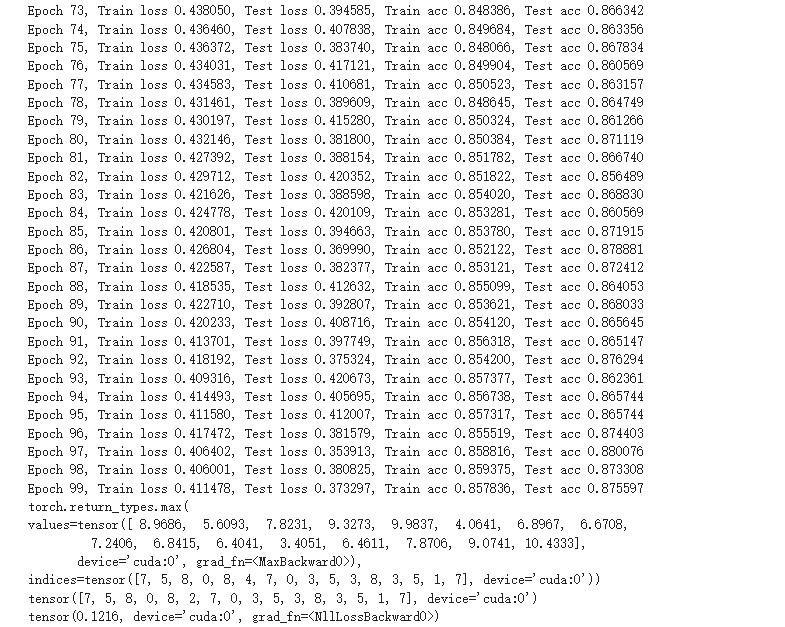 Epoch 73, Train loss 0.438050, Test loss 0.394585, Train acc 0.848386, Test acc 0.866342
Epoch 74, Train loss 0.436460, Test loss 0.407838, Train acc 0.849684, Test acc 0.863356
Epoch 75, Train loss 0.436372, Test loss 0.383740, Train acc 0.848066, Test acc 0.867834
Epoch 76, Train loss 0.434031, Test loss 0.417121, Train acc 0.849904, Test acc 0.860569
Epoch 77, Train loss 0.434583, Test loss 0.410681, Train acc 0.850523, Test acc 0.863157
Epoch 78, Train loss 0.431461, Test loss 0.389609, Train acc 0.848645, Test acc 0.864749
Epoch 79, Train loss 0.430197, Test loss 0.415280, Train acc 0.850324, Test acc 0.861266
Epoch 80, Train loss 0.432146, Test loss 0.381800, Train acc 0.850384, Test acc 0.871119
Epoch 81, Train loss 0.427392, Test loss 0.388154, Train acc 0.851782, Test acc 0.866740
Epoch 82, Train loss 0.429712, Test loss 0.420352, Train acc 0.851822, Test acc 0.856489
Epoch 83, Train loss 0.421626, Test loss 0.388598, Train acc 0.854020, Test acc 0.868830
Epoch 84, Train loss 0.424778, Test loss 0.420109, Train acc 0.853281, Test acc 0.860569
Epoch 85, Train loss 0.420801, Test loss 0.394663, Train acc 0.853780, Test acc 0.871915
Epoch 86, Train loss 0.426804, Test loss 0.369990, Train acc 0.852122, Test acc 0.878881
Epoch 87, Train loss 0.422587, Test loss 0.382377, Train acc 0.853121, Test acc 0.872412
Epoch 88, Train loss 0.418535, Test loss 0.412632, Train acc 0.855099, Test acc 0.864053
Epoch 89, Train loss 0.422710, Test loss 0.392807, Train acc 0.853621, Test acc 0.868033
Epoch 90, Train loss 0.420233, Test loss 0.408716, Train acc 0.854120, Test acc 0.865645
Epoch 91, Train loss 0.413701, Test loss 0.397749, Train acc 0.856318, Test acc 0.865147
Epoch 92, Train loss 0.418192, Test loss 0.375324, Train acc 0.854200, Test acc 0.876294
Epoch 93, Train loss 0.409316, Test loss 0.420673, Train acc 0.857377, Test acc 0.862361
Epoch 94, Train loss 0.414493, Test loss 0.405695, Train acc 0.856738, Test acc 0.865744
Epoch 95, Train loss 0.411580, Test loss 0.412007, Train acc 0.857317, Test acc 0.865744
Epoch 96, Train loss 0.417472, Test loss 0.381579, Train acc 0.855519, Test acc 0.874403
Epoch 97, Train loss 0.406402, Test loss 0.353913, Train acc 0.858816, Test acc 0.880076
Epoch 98, Train loss 0.406001, Test loss 0.380825, Train acc 0.859375, Test acc 0.873308
Epoch 99, Train loss 0.411478, Test loss 0.373297, Train acc 0.857836, Test acc 0.875597
torch.return_types.max(
values=tensor([ 8.9686,  5.6093,  7.8231,  9.3273,  9.9837,  4.0641,  6.8967,  6.6708,
         7.2406,  6.8415,  6.4041,  3.4051,  6.4611,  7.8706,  9.0741, 10.4333],
       device='cuda:0', grad_fn=<MaxBackward0>),
indices=tensor([7, 5, 8, 0, 8, 4, 7, 0, 3, 5, 3, 8, 3, 5, 1, 7], device='cuda:0'))
tensor([7, 5, 8, 0, 8, 2, 7, 0, 3, 5, 3, 8, 3, 5, 1, 7], device='cuda:0')
tensor(0.1216, device='cuda:0', grad_fn=<NllLossBackward0>)